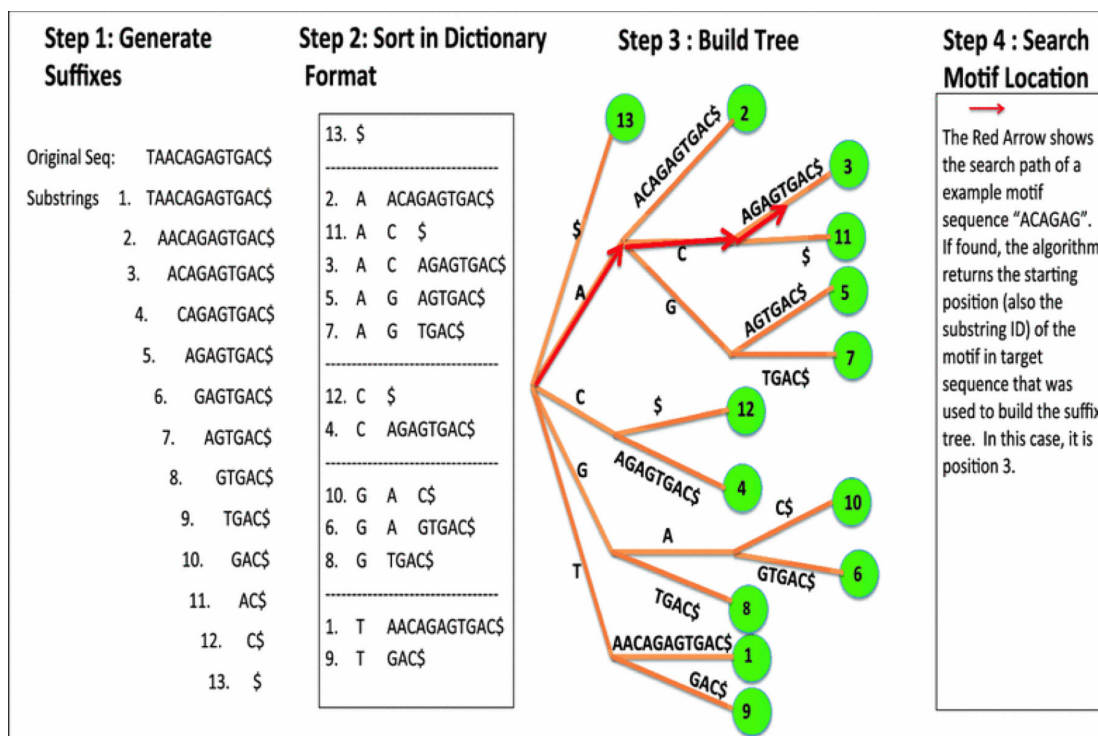 Step 1: Generate
Suffixes
Original Seq: TAACAGAGTGAC$
Substrings 1. TAACAGAGTGAC$
2. AACAGAGTGAC$
3. ACAGAGTGAC$
4. CAGAGTGAC$
5. AGAGTGAC$
6. GAGTGAC$
7. AGTGAC$
8. GTGAC$
9. TGAC$
10. GAC$
11. AC$
12. C$
13. $
Step 2: Sort in Dictionary
Format
13. $
-----------------------------------
2. A ACAGAGTGAC$
11. A C $
3. A C AGAGTGAC$
5. A G AGTGAC$
7. A G TGAC$
-----------------------------------
12. C $
4. C AGAGTGAC$
-----------------------------------
10. G A C$
6. G A GTGAC$
8. G TGAC$
-----------------------------------
1. T AACAGAGTGAC$
9. T GAC$
Step 3 : Build Tree
13
$
A
ACAGAGTGAC$
2
C
AGAGTGAC$
3
$
11
G
AGTGAC$
5
TGAC$
7
C
$
12
AGAGTGAC$
4
G
A
C$
10
GTGAC$
6
TGAC$
8
T
AACAGAGTGAC$
1
GAC$
9
Step 4 : Search
Motif Location
The Red Arrow shows
the search path of a
example motif
sequence “ACAGAG”.
If found, the algorithm
returns the starting
position (also the
substring ID) of the
motif in target
sequence that was
used to build the suffix
tree. In this case, it is
position 3.